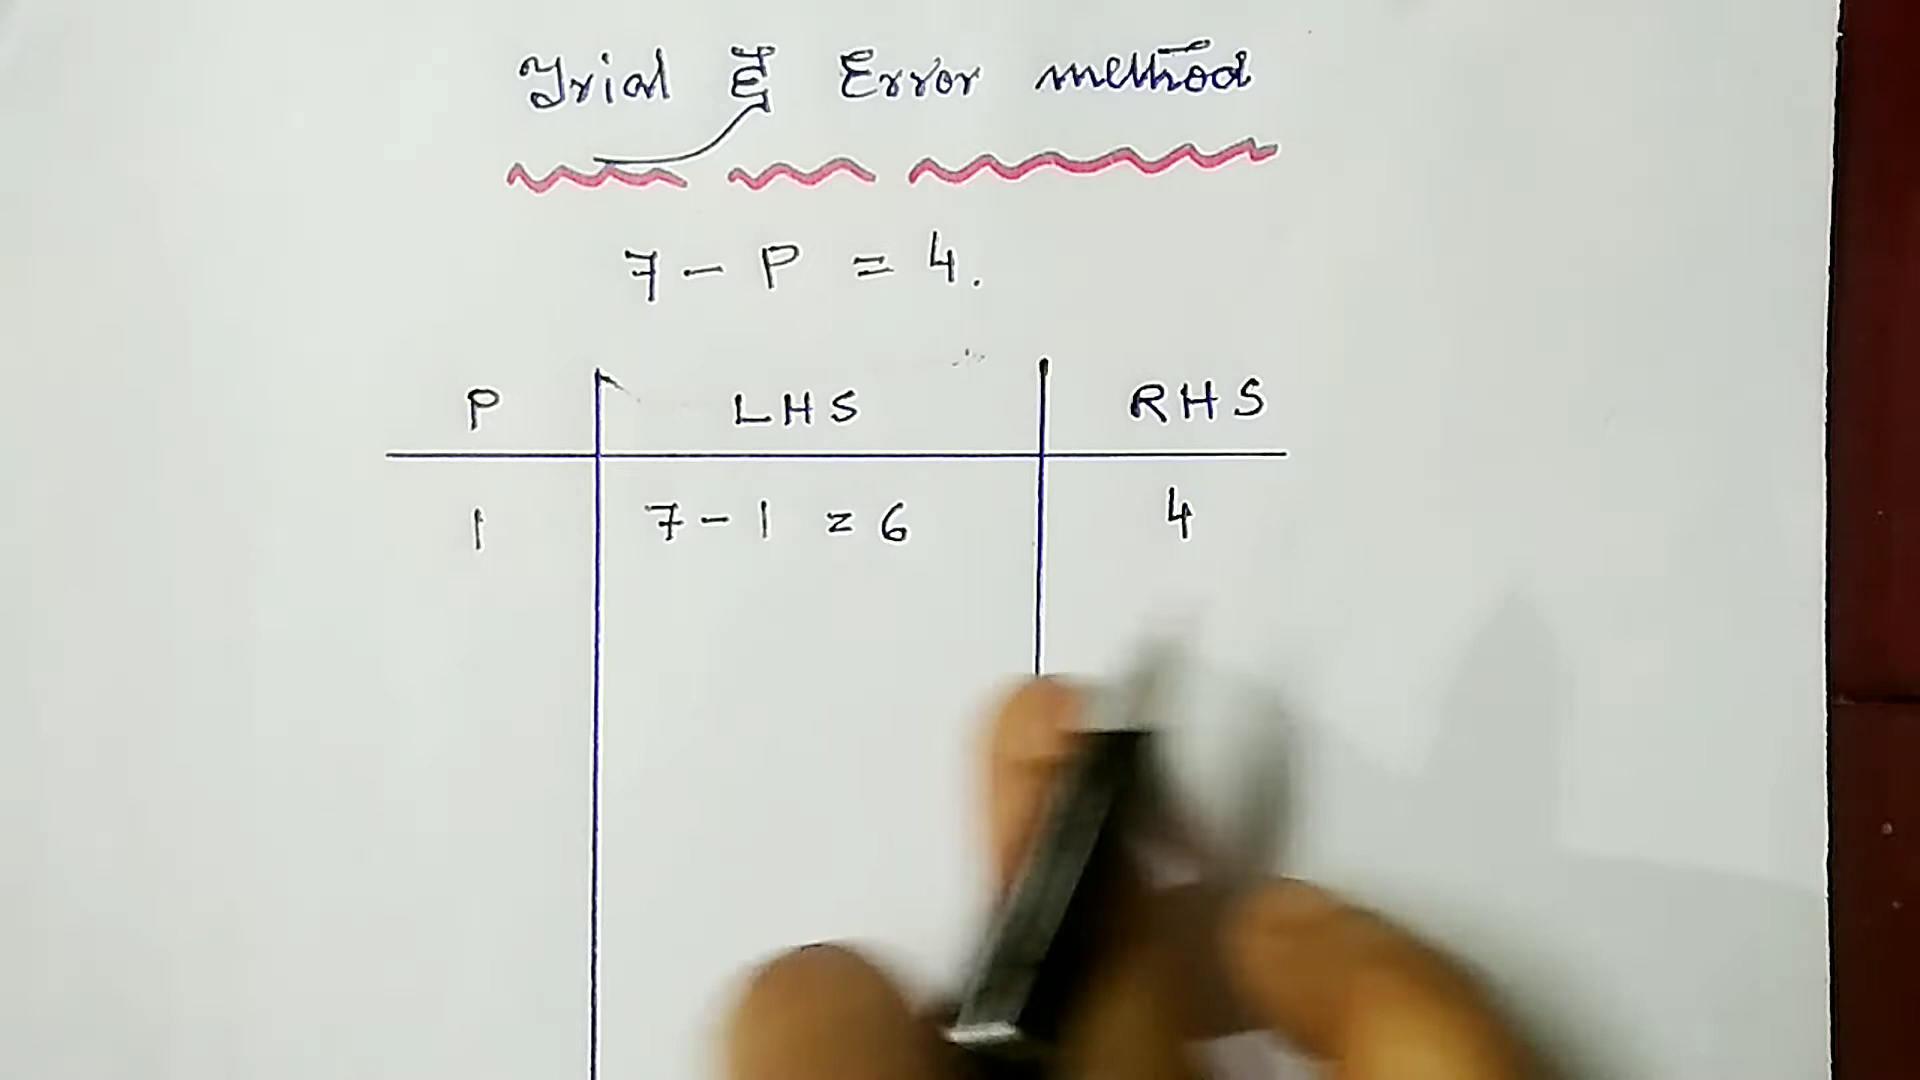 Trial & Error method
7 - P = 4.
P LHS RHS
1 7 - 1 = 6 4